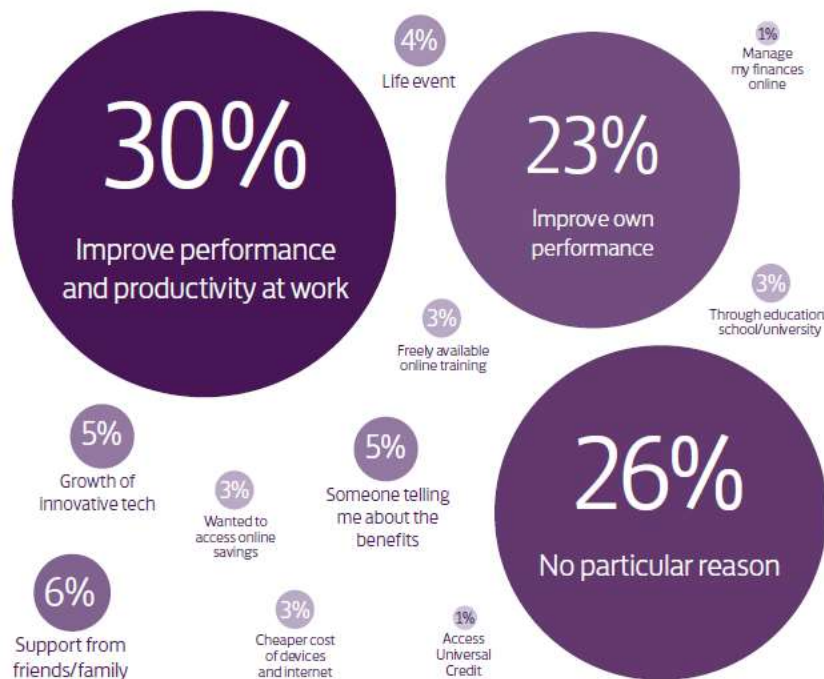 30%
Improve performance
and productivity at work
4%
Life event
23%
Improve own
performance
1%
Manage
my finances
online
3%
Freely available
online training
3%
Through education
school/university
5%
Growth of
innovative tech
3%
Wanted to
access online
savings
5%
Someone telling
me about the
benefits
26%
No particular reason
6%
Support from
friends/family
3%
Cheaper cost
of devices
and internet
1%
Access
Universal
Credit